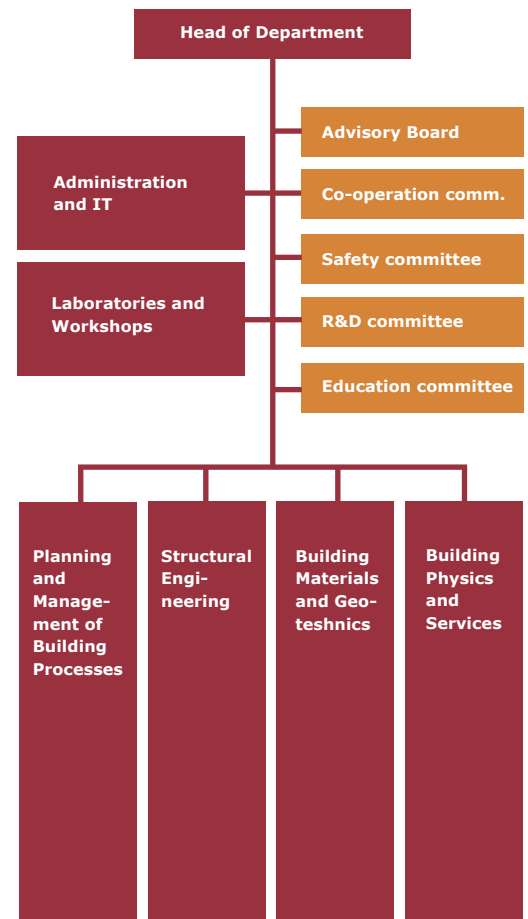 Head of Department
Advisory Board
Administration
and IT
Co-operation comm.
Safety committee
Laboratories and
Workshops
R&D committee
Education committee
Planning
and
Manage-
ment of
Building
Processes
Structural
Engi-
neering
Building
Materials
and Geo-
teshnics
Building
Physics
and
Services